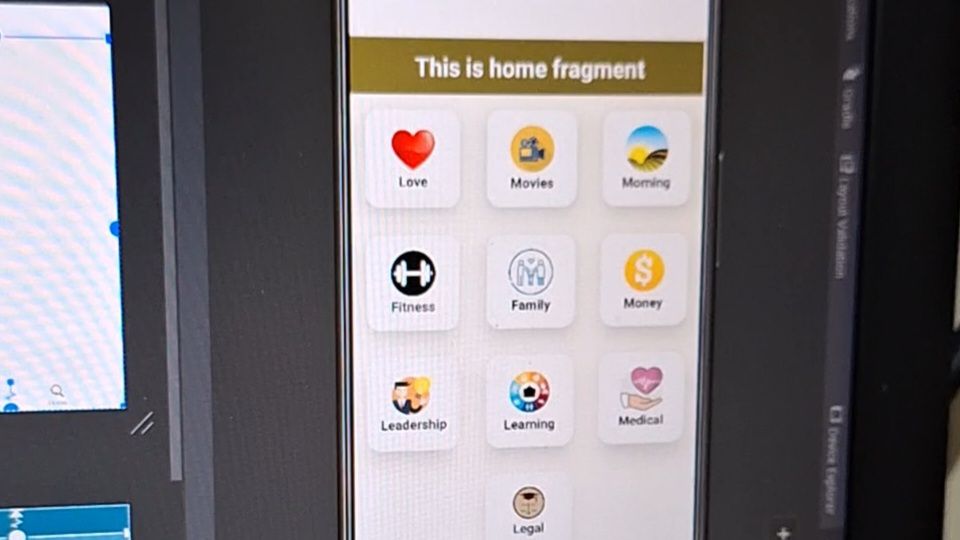 This is home fragment
Love
Movies
Morning
Fitness
Family
Money
Leadership
Learning
Medical
Legal
Gradle
Layout Validation
Device Explorer